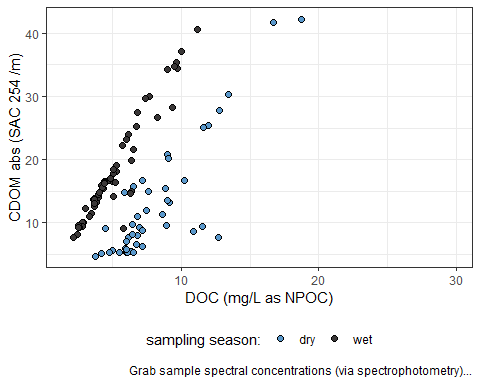 CDOM abs (SAC 254 /m)
40
30
20
10
10
20
30
DOC (mg/L as NPOC)
sampling season: dry wet
Grab sample spectral concentrations (via spectrophotometry)...